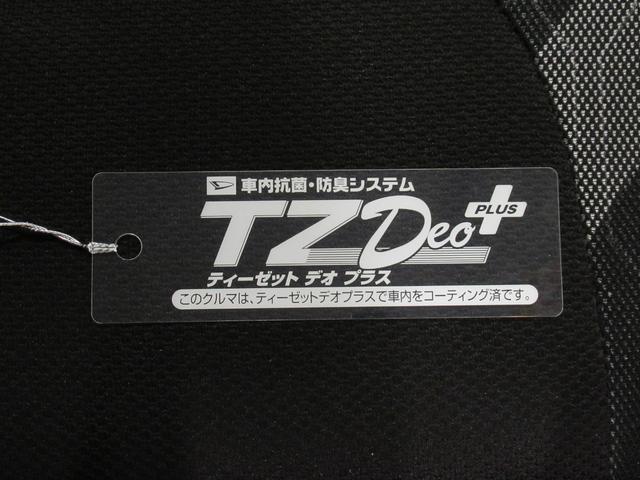 車内抗菌・防臭システム
TZ Deo PLUS
ティーゼット デオ プラス
このクルマは、ティーゼットデオプラスで車内をコーティング済です。